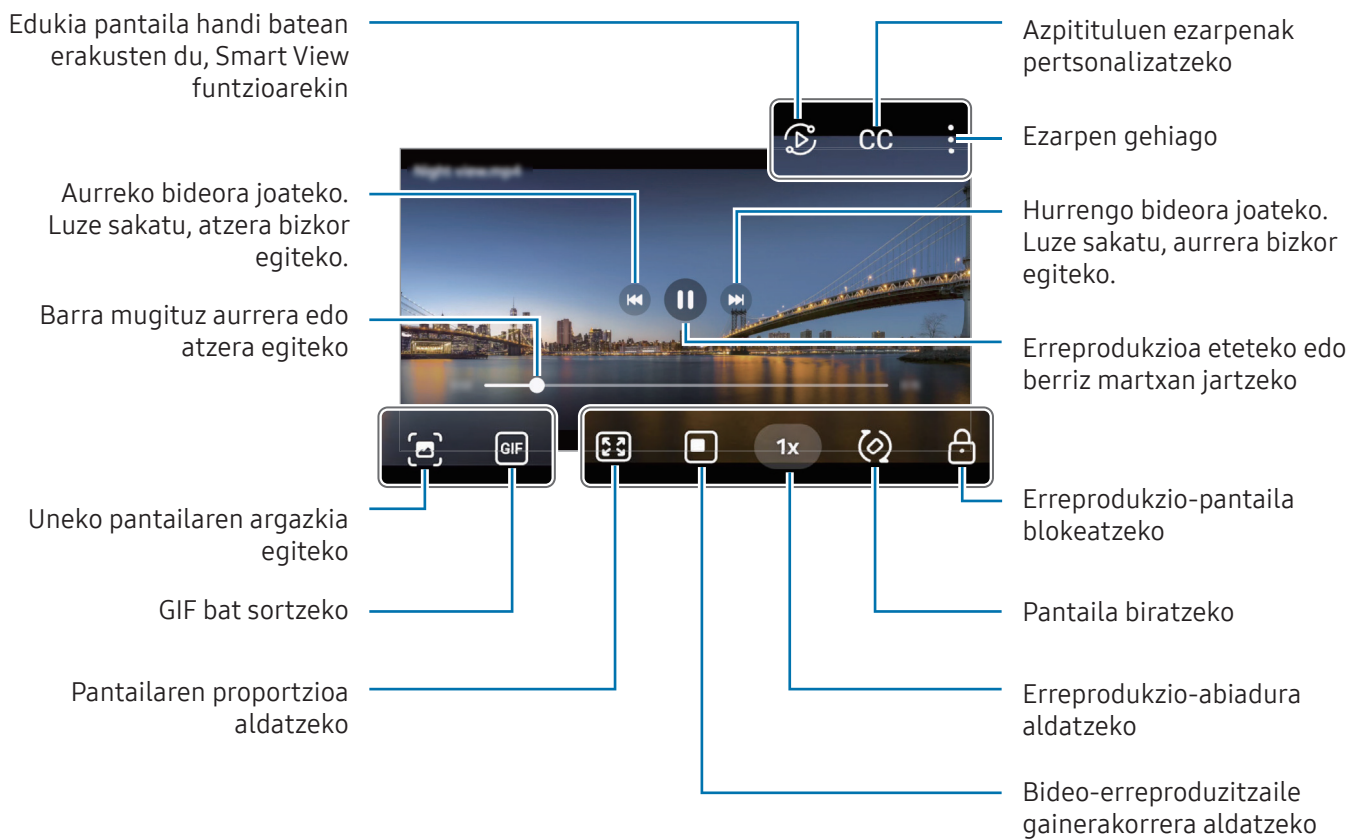 Edukia pantaila handi batean
erakusten du, Smart View
funtzioarekin
Aurreko bideora joateko.
Luze sakatu, atzera bizkor
egiteko.
Barra mugituz aurrera edo
atzera egiteko
Uneko pantailaren argazkia
egiteko
GIF bat sortzeko
Pantailaren proportzioa
aldatzeko
CC
Night view.mp4
GIF
1x
Azpitituluen ezarpenak
pertsonalizatzeko
Ezarpen gehiago
Hurrengo bideora joateko.
Luze sakatu, aurrera bizkor
egiteko.
Erreprodukzioa eteteko edo
berriz martxan jartzeko
Erreprodukzio-pantaila
blokeatzeko
Pantaila biratzeko
Erreprodukzio-abiadura
aldatzeko
Bideo-erreproduzitzaile
gainerakorrera aldatzeko